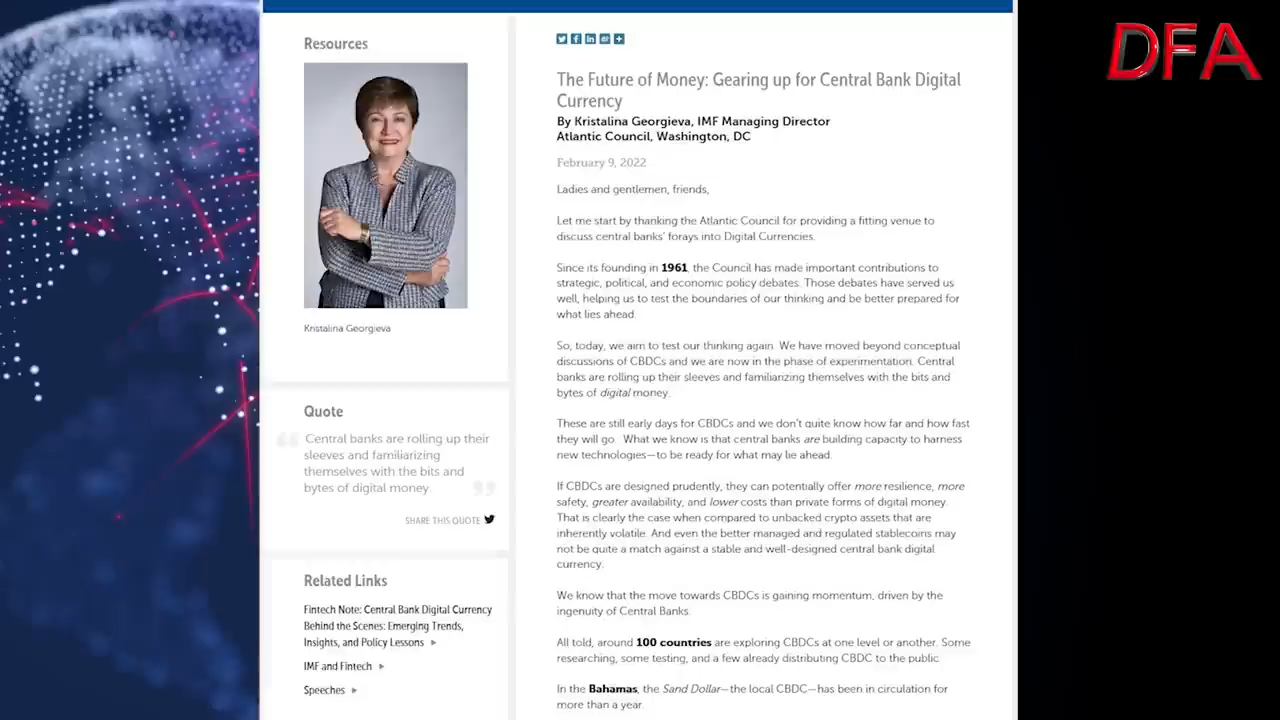 DFA
Resources
Kristalina Georgieva
Quote
Central banks are rolling up their
sleeves and familiarizing
themselves with the bits and
bytes of digital money.
SHARE THIS QUOTE
Related Links
Fintech Note: Central Bank Digital Currency
Behind the Scenes: Emerging Trends,
Insights, and Policy Lessons
IMF and Fintech
Speeches
The Future of Money: Gearing up for Central Bank Digital
Currency
By Kristalina Georgieva, IMF Managing Director
Atlantic Council, Washington, DC
February 9, 2022
Ladies and gentlemen, friends,
Let me start by thanking the Atlantic Council for providing a fitting venue to
discuss central banks' forays into Digital Currencies.
Since its founding in 1961, the Council has made important contributions to
strategic, political, and economic policy debates. Those debates have served us
well, helping us to test the boundaries of our thinking and be better prepared for
what lies ahead.
So, today, we aim to test our thinking again. We have moved beyond conceptual
discussions of CBDCs and we are now in the phase of experimentation. Central
banks are rolling up their sleeves and familiarizing themselves with the bits and
bytes of digital money.
These are still early days for CBDCs and we don't quite know how far and how fast
they will go. What we know is that central banks are building capacity to harness
new technologies—to be ready for what may lie ahead.
If CBDCs are designed prudently, they can potentially offer more resilience, more
safety, greater availability, and lower costs than private forms of digital money.
That is clearly the case when compared to unbacked crypto assets that are
inherently volatile. And even the better managed and regulated stablecoins may
not be quite a match against a stable and well-designed central bank digital
currency.
We know that the move towards CBDCs is gaining momentum, driven by the
ingenuity of Central Banks.
All told, around 100 countries are exploring CBDCs at one level or another. Some
researching, some testing, and a few already distributing CBDC to the public.
In the Bahamas, the Sand Dollar—the local CBDC—has been in circulation for
more than a year.